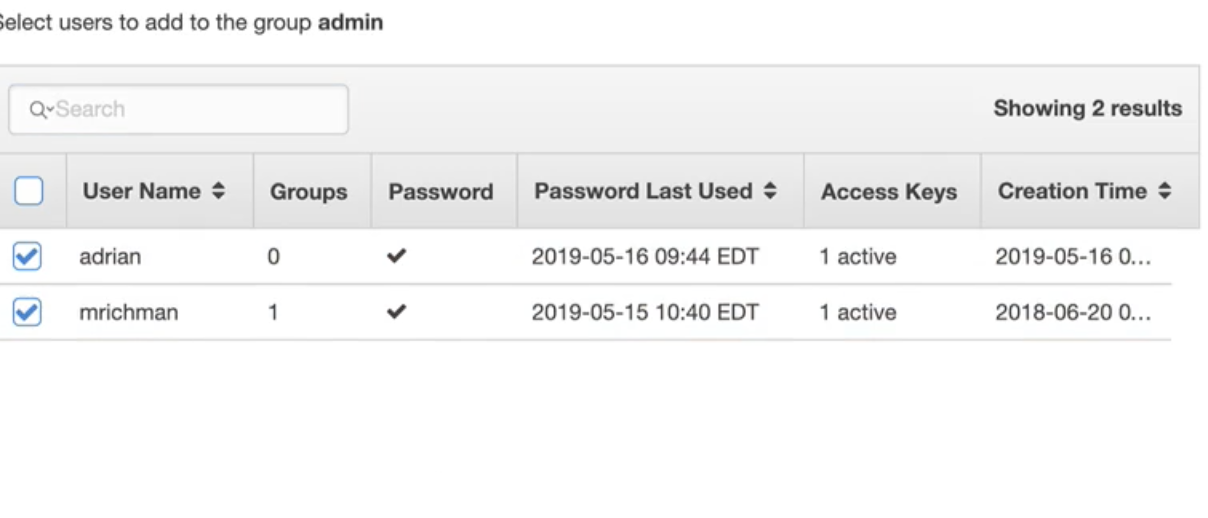 Select users to add to the group admin
Search
Showing 2 results
User Name Groups Password Password Last Used Access Keys Creation Time
adrian 0 2019-05-16 09:44 EDT 1 active 2019-05-16 0...
mrichman 1 2019-05-15 10:40 EDT 1 active 2018-06-20 0...